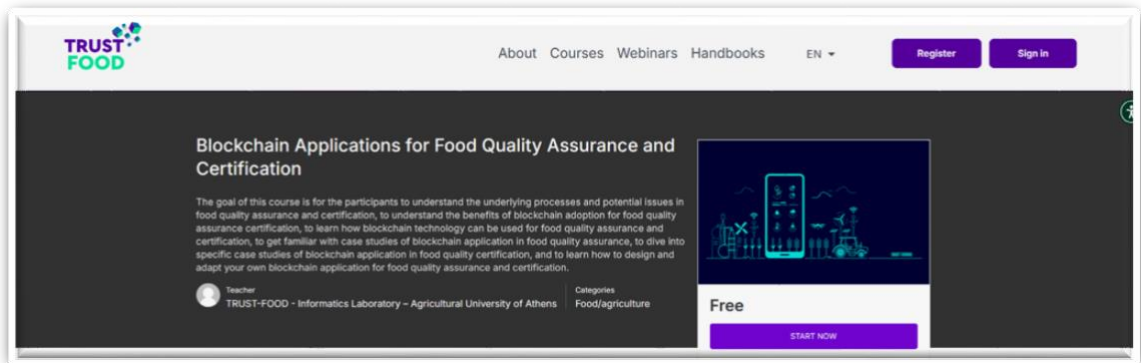 TRUST
FOOD
About Courses Webinars Handbooks EN
Register
Sign in
Blockchain Applications for Food Quality Assurance and
Certification
The goal of this course is for the participants to understand the underlying processes and potential issues in
food quality assurance and certification, to understand the benefits of blockchain adoption for food quality
assurance certification, to learn how blockchain technology can be used for food quality assurance and
certification, to get familiar with case studies of blockchain application in food quality assurance, to dive into
specific case studies of blockchain application in food quality certification, and to learn how to design and
adapt your own blockchain application for food quality assurance and certification.
Teacher
TRUST-FOOD - Informatics Laboratory – Agricultural University of Athens
Categories
Food/agriculture
Free
START NOW